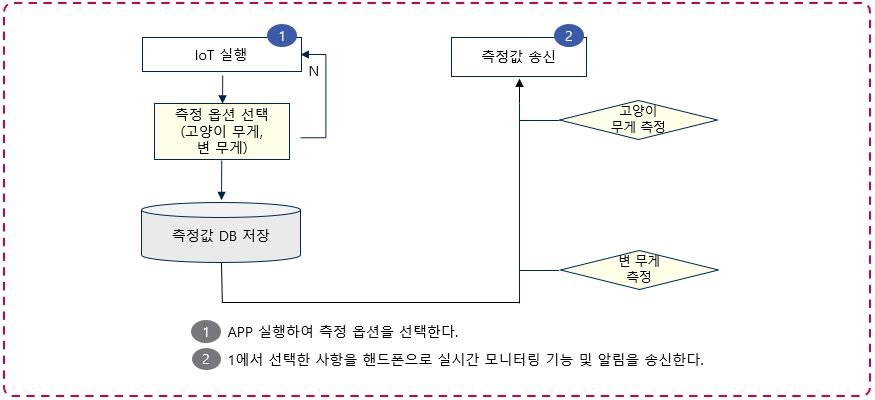 1
IoT 실행
N
측정 옵션 선택
(고양이 무게,
변 무게)
측정값 DB 저장
2
측정값 송신
고양이
무게 측정
변 무게
측정
1 APP 실행하여 측정 옵션을 선택한다.
2 1에서 선택한 사항을 핸드폰으로 실시간 모니터링 기능 및 알림을 송신한다.